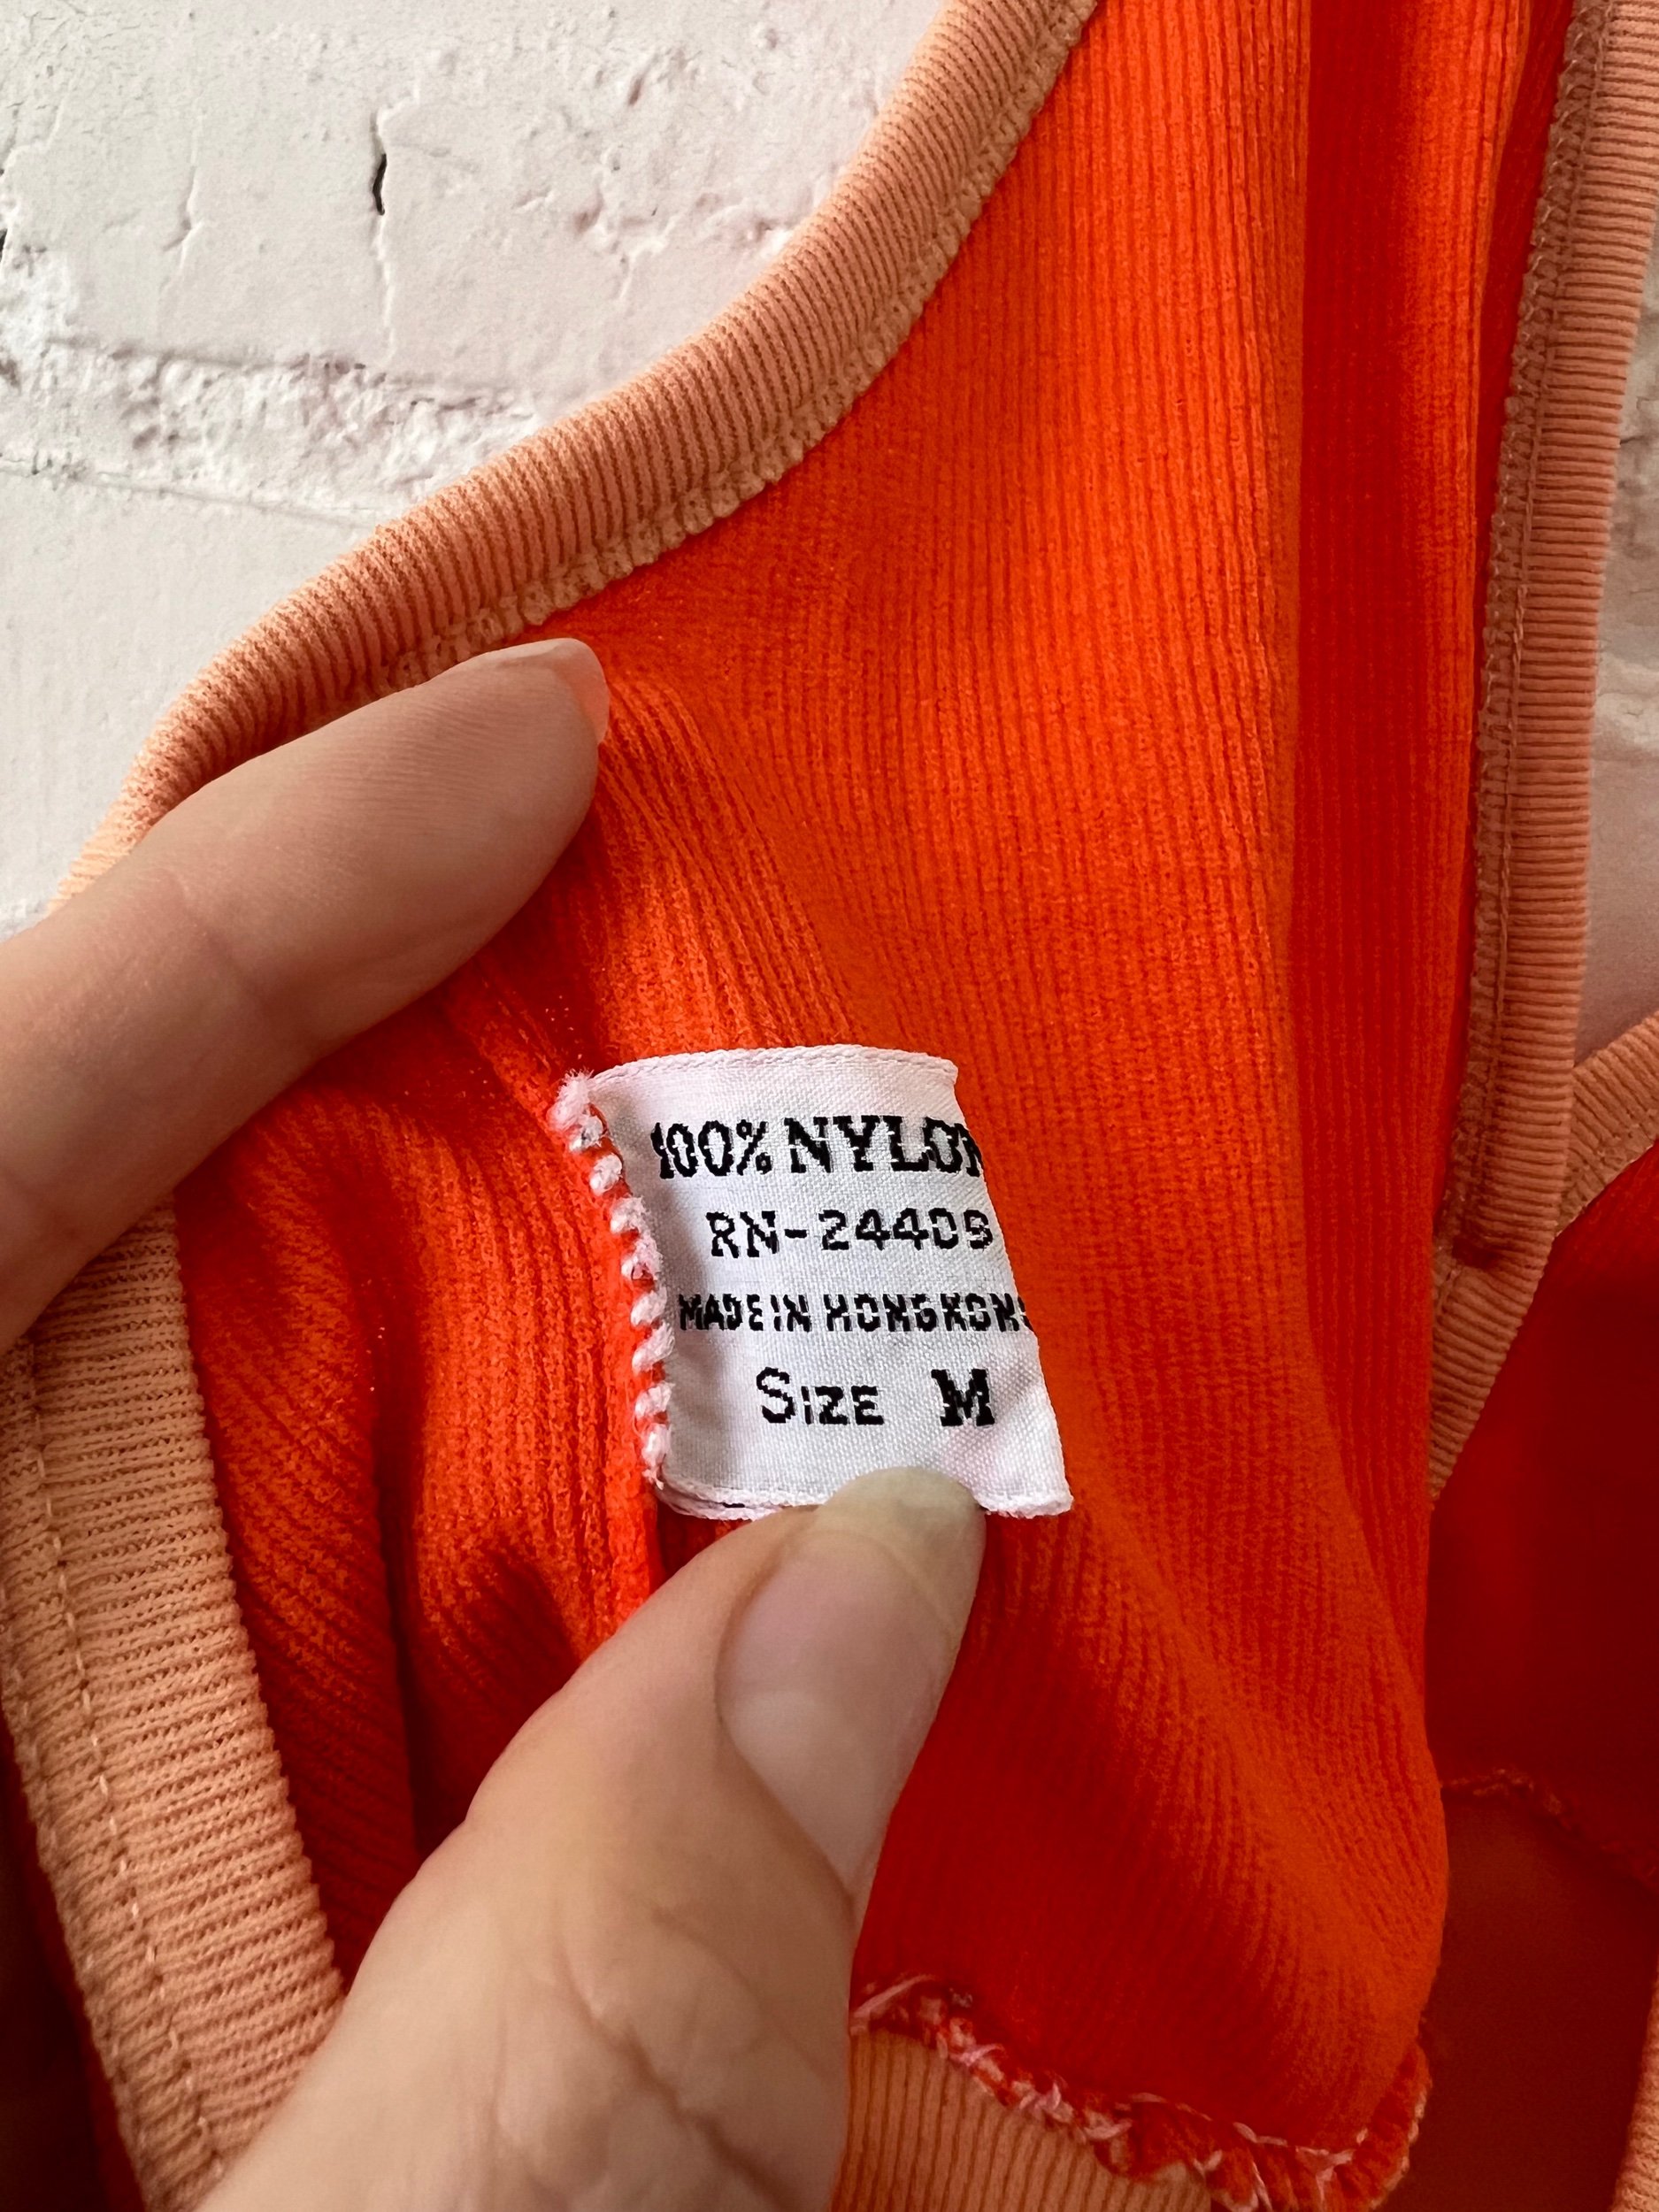 100% NYLON
RN-24409
MADE IN HONG KONG
SIZE M